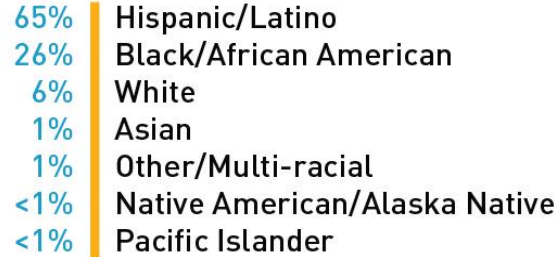 65% Hispanic/Latino
26% Black/African American
6% White
1% Asian
1% Other/Multi-racial
<1% Native American/Alaska Native
<1% Pacific Islander